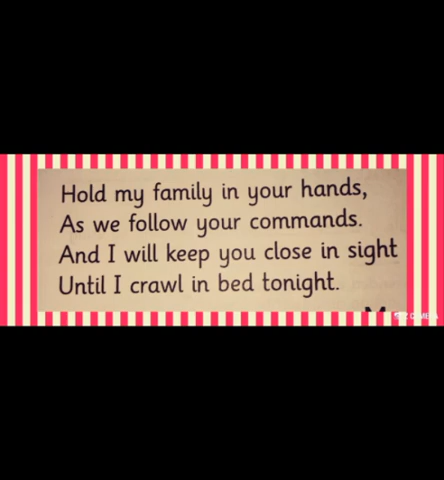 Hold my family in your hands,
As we follow your commands.
And I will keep you close in sight
Until I crawl in bed tonight.